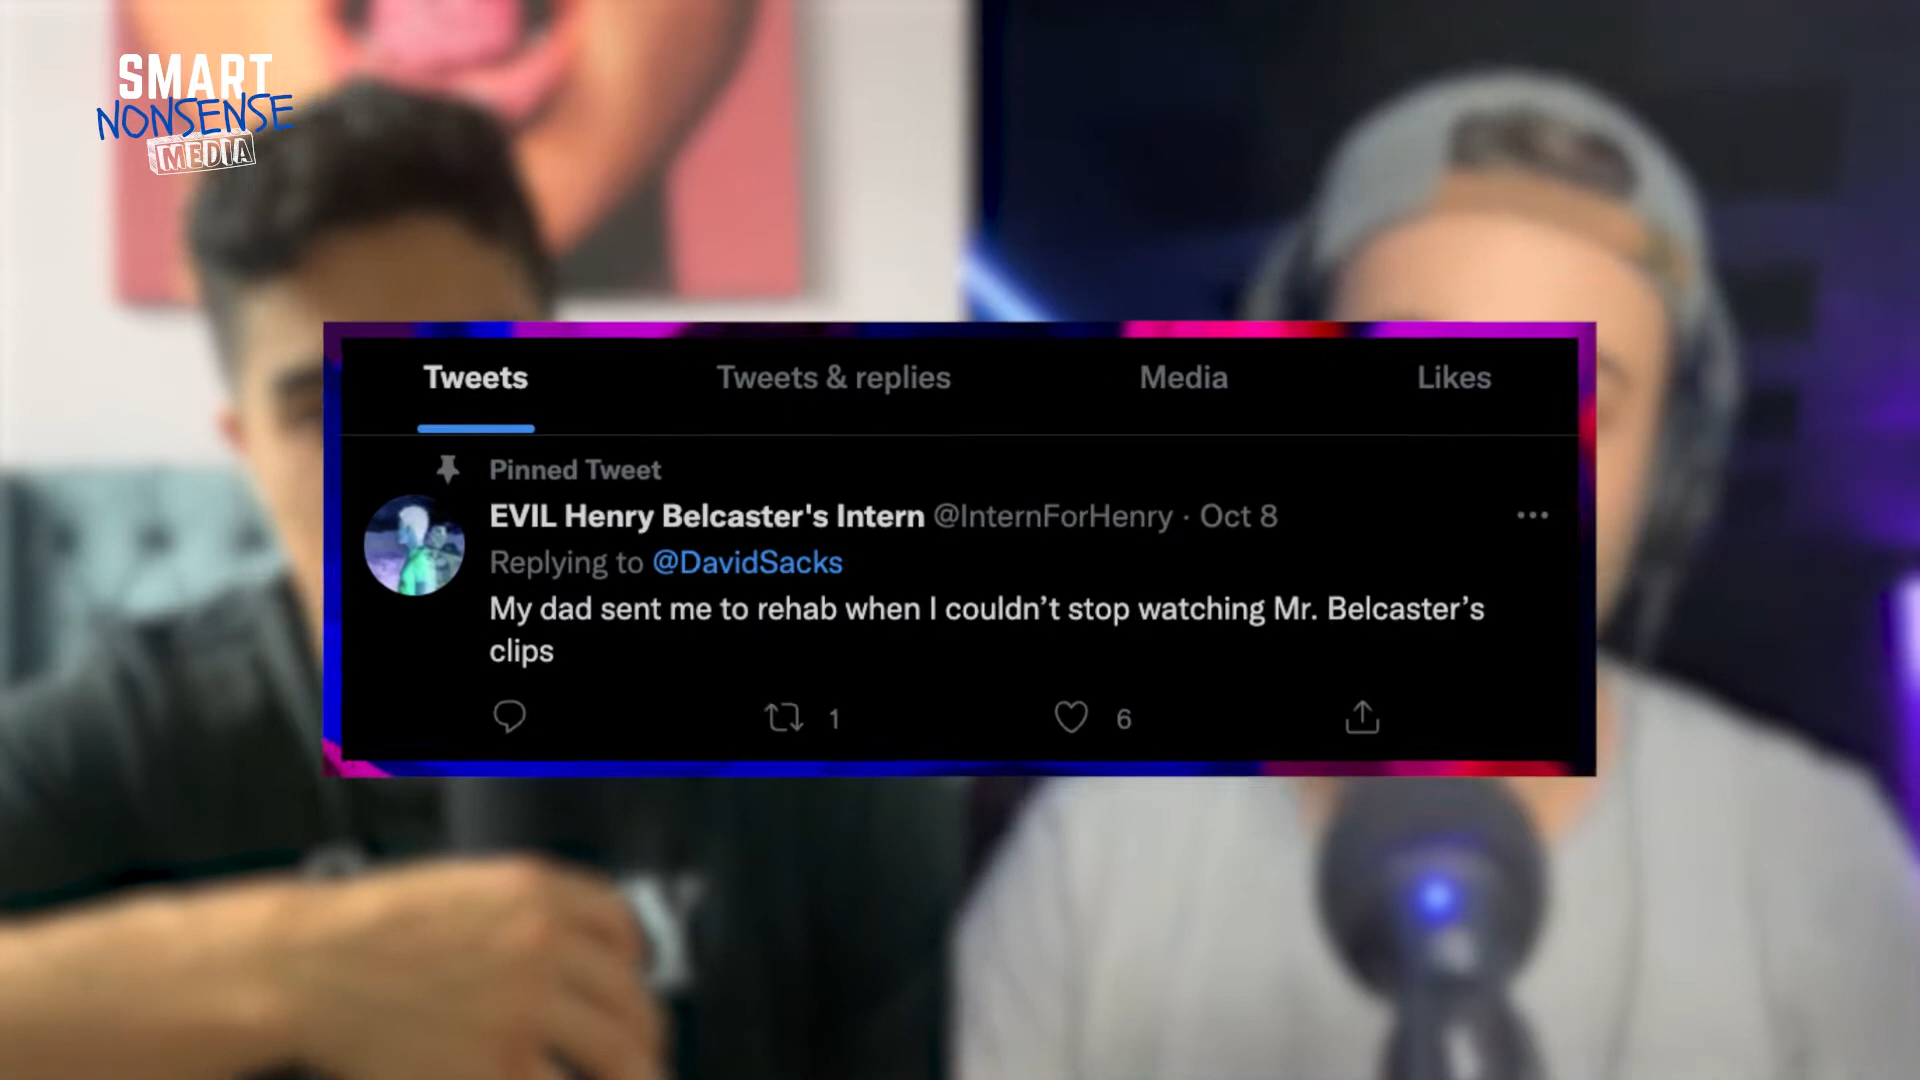 SMART
NONSENSE
MEDIA
Tweets Tweets & replies Media Likes
Pinned Tweet
EVIL Henry Belcaster's Intern @InternForHenry · Oct 8
Replying to @DavidSacks
My dad sent me to rehab when I couldn’t stop watching Mr. Belcaster’s
clips
1 6